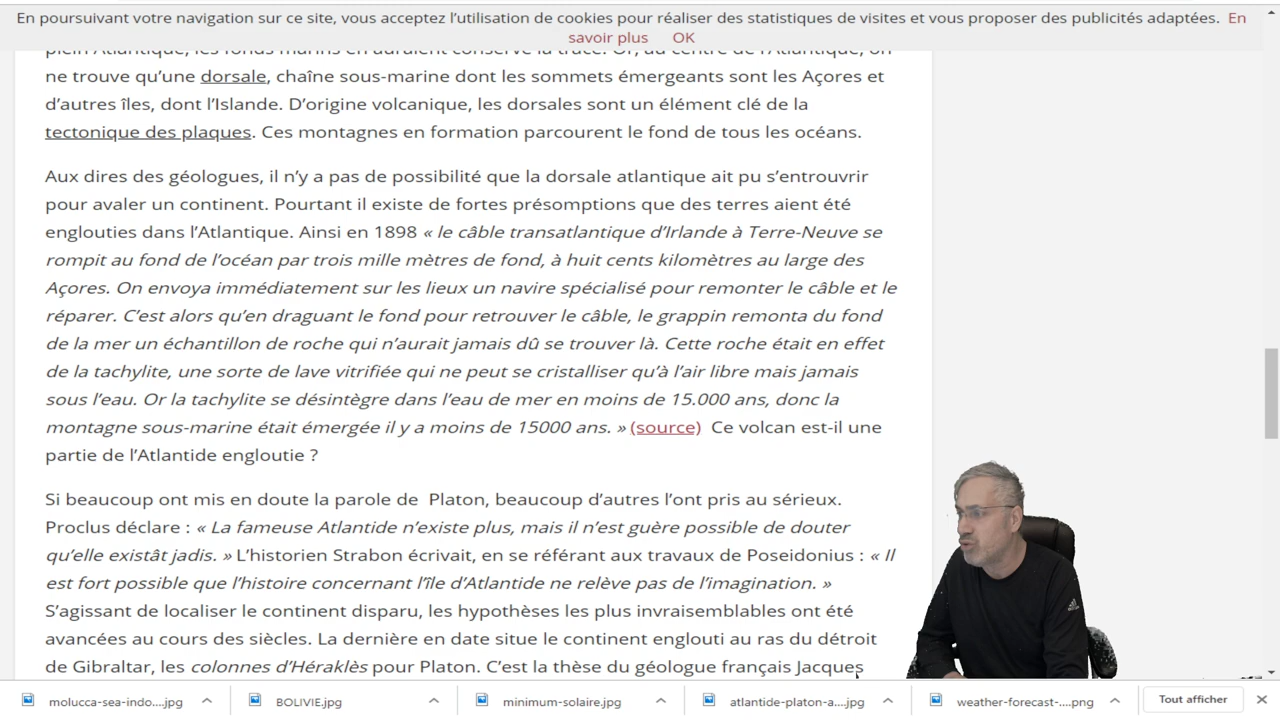 En poursuivant votre navigation sur ce site, vous acceptez l’utilisation de cookies pour réaliser des statistiques de visites et vous proposer des publicités adaptées. En
savoir plus OK
plein Atlantique, les fonds marins en auraient conservé la trace. Or, au centre de l’Atlantique, on
ne trouve qu’une dorsale, chaîne sous-marine dont les sommets émergeants sont les Açores et
d’autres îles, dont l’Islande. D’origine volcanique, les dorsales sont un élément clé de la
tectonique des plaques. Ces montagnes en formation parcourent le fond de tous les océans.
Aux dires des géologues, il n’y a pas de possibilité que la dorsale atlantique ait pu s’entrouvrir
pour avaler un continent. Pourtant il existe de fortes présomptions que des terres aient été
englouties dans l’Atlantique. Ainsi en 1898 « le câble transatlantique d’Irlande à Terre-Neuve se
rompit au fond de l’océan par trois mille mètres de fond, à huit cents kilomètres au large des
Açores. On envoya immédiatement sur les lieux un navire spécialisé pour remonter le câble et le
réparer. C’est alors qu’en draguant le fond pour retrouver le câble, le grappin remonta du fond
de la mer un échantillon de roche qui n’aurait jamais dû se trouver là. Cette roche était en effet
de la tachylite, une sorte de lave vitrifiée qui ne peut se cristalliser qu’à l’air libre mais jamais
sous l’eau. Or la tachylite se désintègre dans l’eau de mer en moins de 15.000 ans, donc la
montagne sous-marine était émergée il y a moins de 15000 ans. » (source) Ce volcan est-il une
partie de l’Atlantide engloutie ?
Si beaucoup ont mis en doute la parole de Platon, beaucoup d’autres l’ont pris au sérieux.
Proclus déclare : « La fameuse Atlantide n’existe plus, mais il n’est guère possible de douter
qu’elle existât jadis. » L’historien Strabon écrivait, en se référant aux travaux de Poseidonius : « Il
est fort possible que l’histoire concernant l’île d’Atlantide ne relève pas de l’imagination. »
S’agissant de localiser le continent disparu, les hypothèses les plus invraisemblables ont été
avancées au cours des siècles. La dernière en date situe le continent englouti au ras du détroit
de Gibraltar, les colonnes d’Héraklès pour Platon. C’est la thèse du géologue français Jacques
molucca-sea-indo....jpg BOLIVIE.jpg minimum-solaire.jpg atlantide-platon-a....jpg weather-forecast-....png Tout afficher